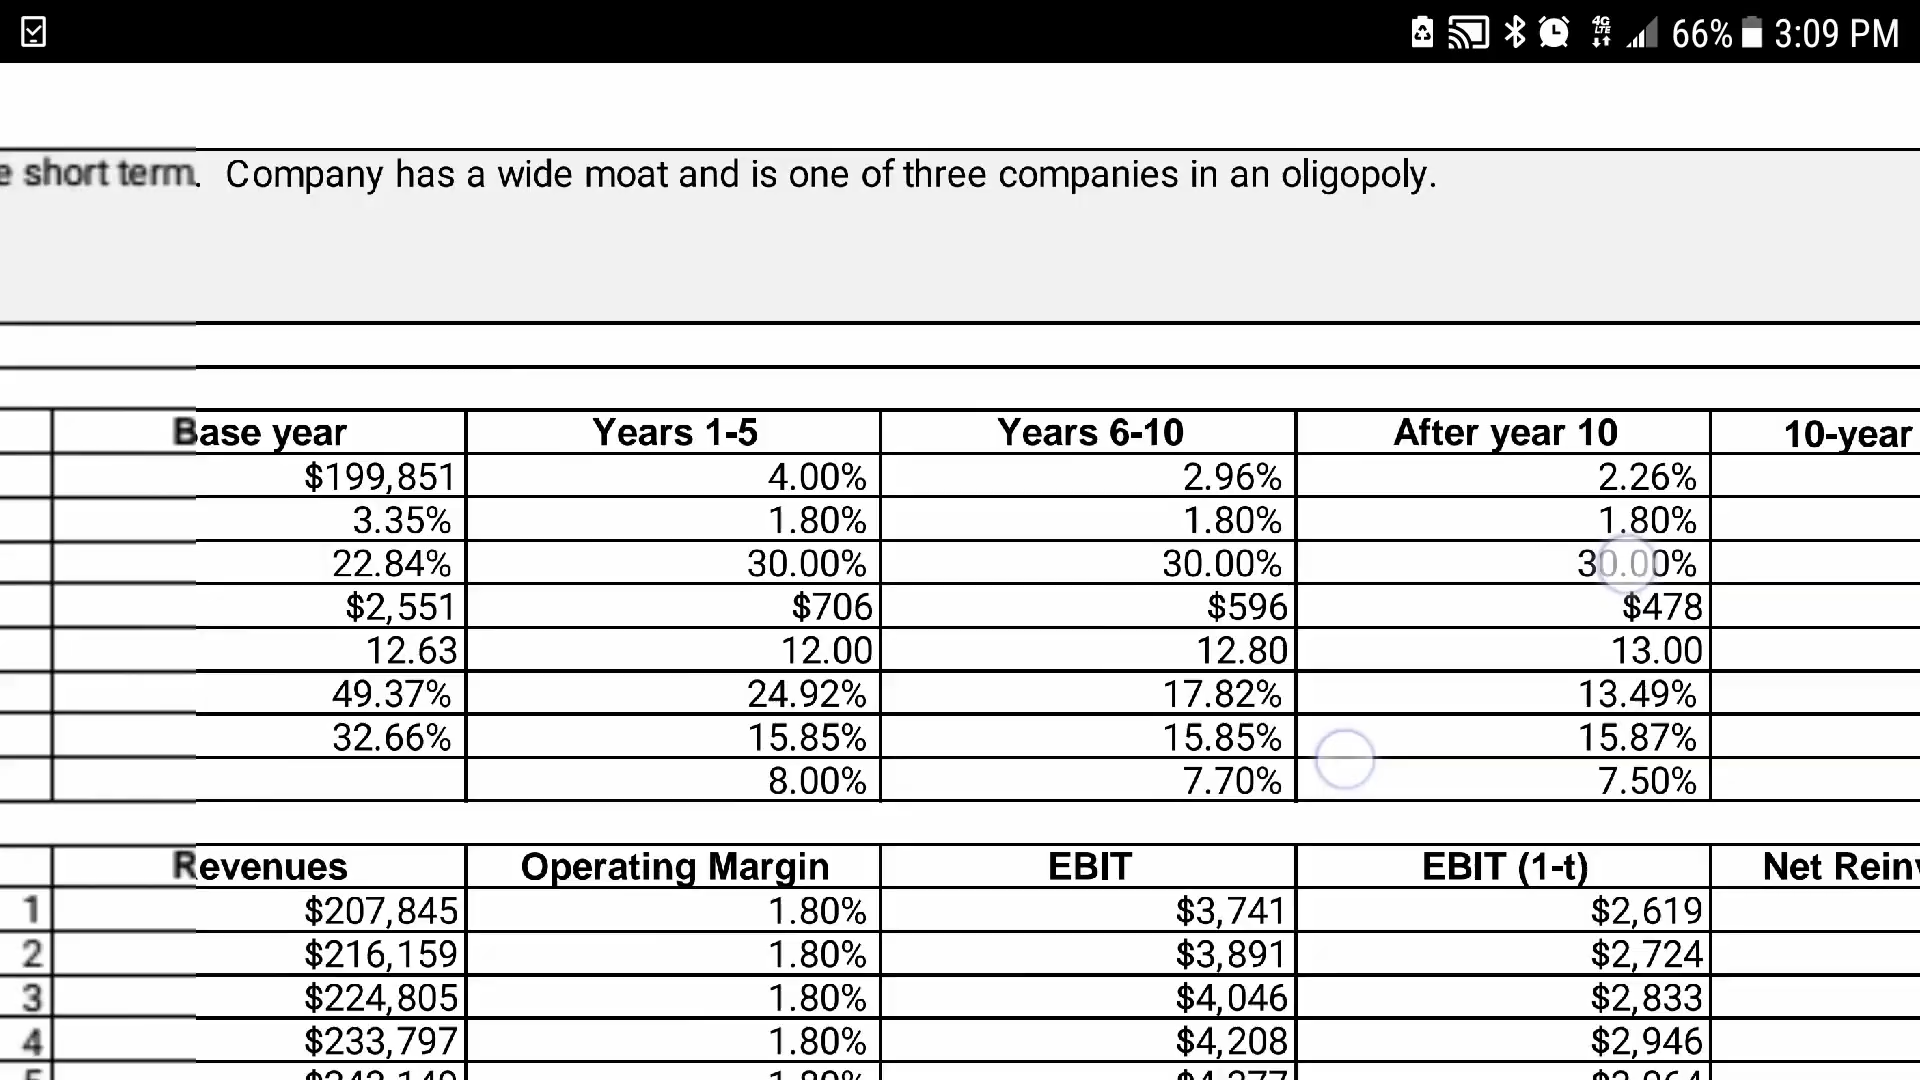 4G LTE 66% 3:09 PM
e short term. Company has a wide moat and is one of three companies in an oligopoly.
Base year Years 1-5 Years 6-10 After year 10 10-year
$199,851 4.00% 2.96% 2.26%
3.35% 1.80% 1.80% 1.80%
22.84% 30.00% 30.00% 30.00%
$2,551 $706 $596 $478
12.63 12.00 12.80 13.00
49.37% 24.92% 17.82% 13.49%
32.66% 15.85% 15.85% 15.87%
8.00% 7.70% 7.50%
Revenues Operating Margin EBIT EBIT (1-t) Net Reinv
1 $207,845 1.80% $3,741 $2,619
2 $216,159 1.80% $3,891 $2,724
3 $224,805 1.80% $4,046 $2,833
4 $233,797 1.80% $4,208 $2,946